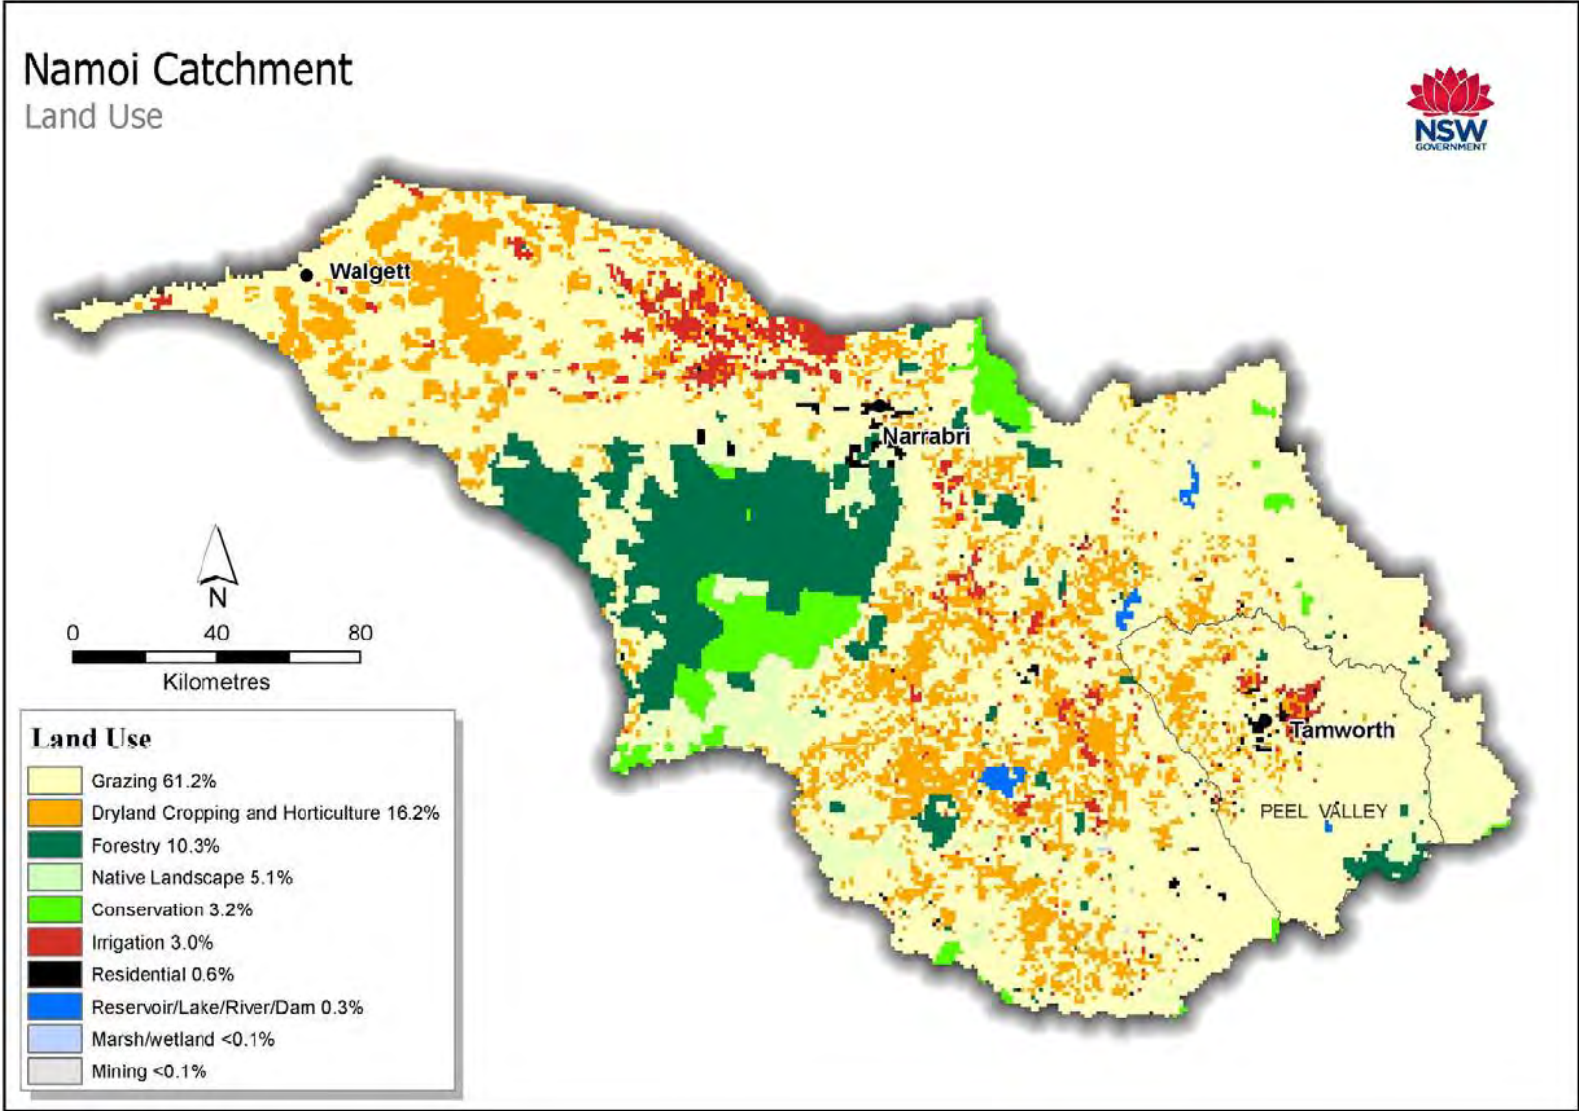 Namoi Catchment
Land Use
NSW
GOVERNMENT
Walgett
Narrabri
N
0 40 80
Kilometres
Tamworth
PEEL VALLEY
Land Use
Grazing 61.2%
Dryland Cropping and Horticulture 16.2%
Forestry 10.3%
Native Landscape 5.1%
Conservation 3.2%
Irrigation 3.0%
Residential 0.6%
Reservoir/Lake/River/Dam 0.3%
Marsh/wetland <0.1%
Mining <0.1%